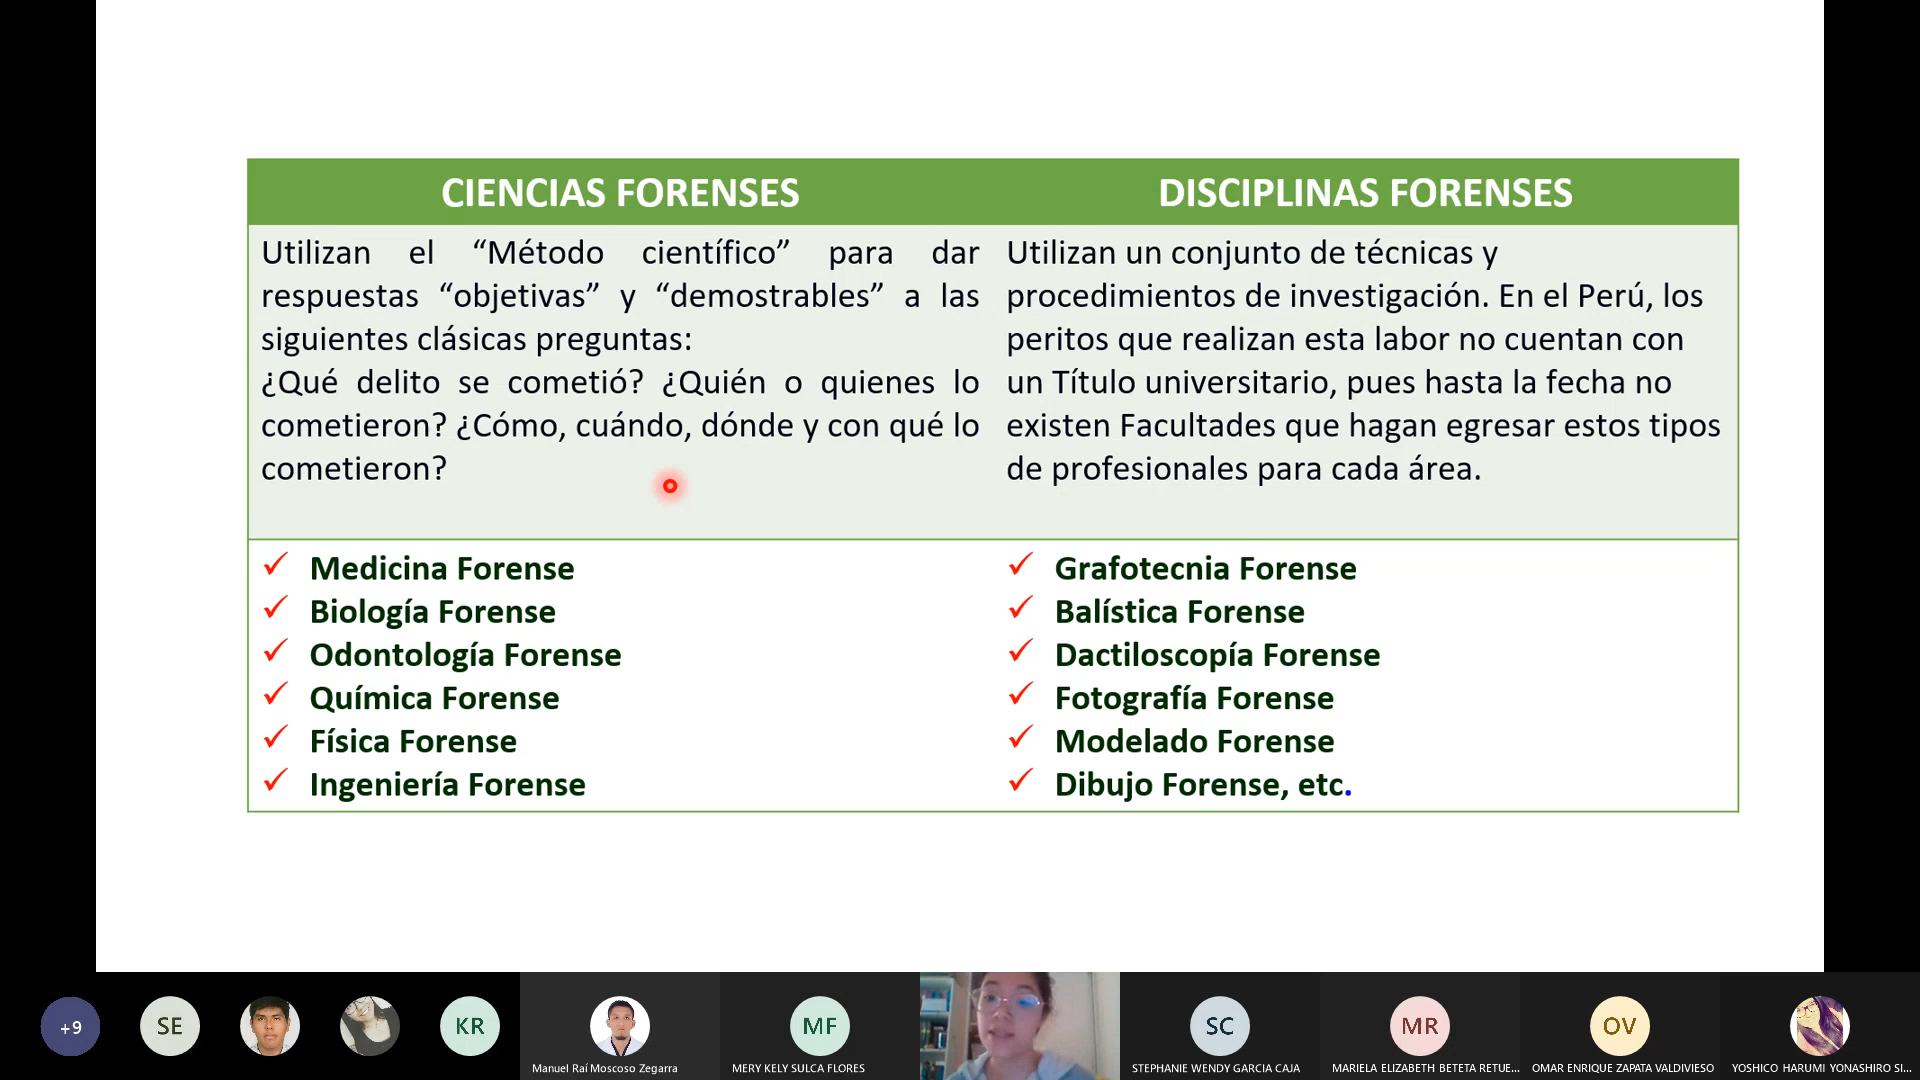 CIENCIAS FORENSES
DISCIPLINAS FORENSES
Utilizan el “Método científico” para dar
respuestas “objetivas” y “demostrables” a las
siguientes clásicas preguntas:
¿Qué delito se cometió? ¿Quién o quienes lo
cometieron? ¿Cómo, cuándo, dónde y con qué lo
cometieron?
Utilizan un conjunto de técnicas y
procedimientos de investigación. En el Perú, los
peritos que realizan esta labor no cuentan con
un Título universitario, pues hasta la fecha no
existen Facultades que hagan egresar estos tipos
de profesionales para cada área.
✓ Medicina Forense
✓ Biología Forense
✓ Odontología Forense
✓ Química Forense
✓ Física Forense
✓ Ingeniería Forense
✓ Grafotecnia Forense
✓ Balística Forense
✓ Dactiloscopía Forense
✓ Fotografía Forense
✓ Modelado Forense
✓ Dibujo Forense, etc.
+9
SE
KR
Manuel Raí Moscoso Zegarra
MF
MERY KELY SULCA FLORES
SC
STEPHANIE WENDY GARCIA CAJA
MR
MARIELA ELIZABETH BETETA RETUE...
OV
OMAR ENRIQUE ZAPATA VALDIVIESO
YOSHICO HARUMI YONASHIRO SI...